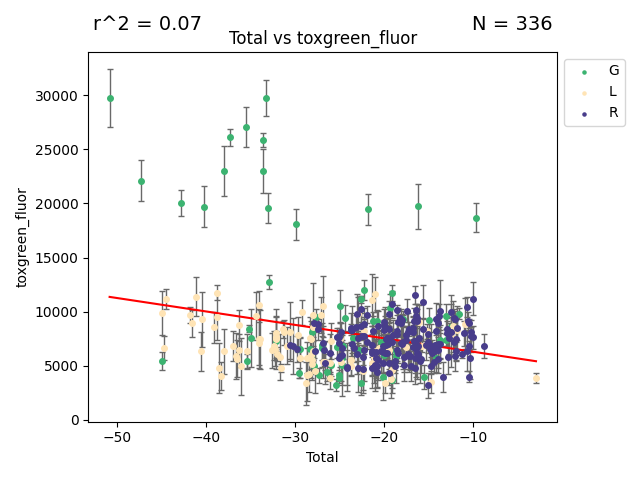 r^2 = 0.07
N = 336
Total vs toxgreen_fluor
G
L
R
30000
25000
20000
15000
10000
5000
0
toxgreen_fluor
−50
−40
−30
−20
−10
Total